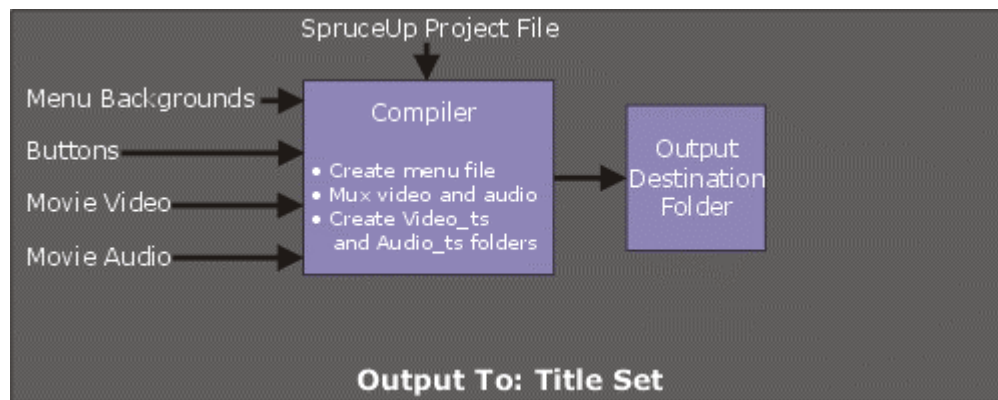 SpruceUp Project File
Menu Backgrounds
Buttons
Movie Video
Movie Audio
Compiler
• Create menu file
• Mux video and audio
• Create Video_ts
and Audio_ts folders
Output
Destination
Folder
Output To: Title Set